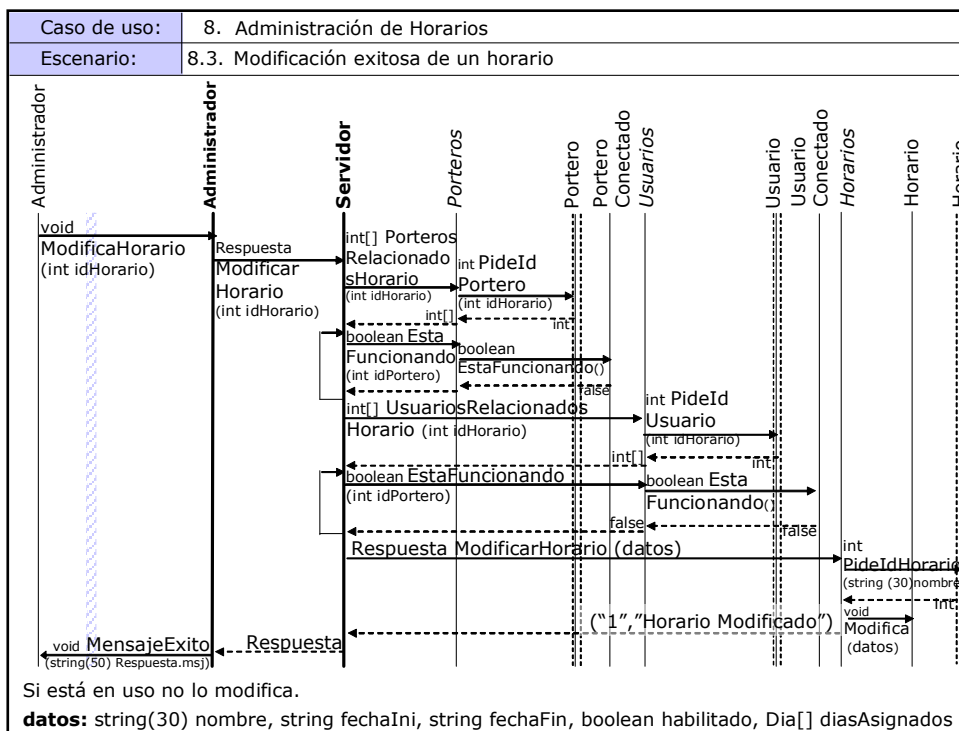 Caso de uso: 8. Administración de Horarios
Escenario: 8.3. Modificación exitosa de un horario
Administrador
Administrador
Servidor
Porteros
Portero
Portero
Conectado
Usuarios
Usuario
Usuario
Conectado
Horarios
Horario
Horario
void
ModificaHorario
(int idHorario)
Respuesta
Modificar
Horario
(int idHorario)
int[] Porteros
Relacionado
sHorario
(int idHorario)
int PideId
Portero
(int idHorario)
int[]
int
boolean Esta
Funcionando
(int idPortero)
boolean
EstaFuncionando()
false
int[] UsuariosRelacionados
Horario (int idHorario)
int PideId
Usuario
(int idHorario)
int[]
int
boolean EstaFuncionando
(int idPortero)
boolean Esta
Funcionando()
false
false
Respuesta ModificarHorario (datos)
int
PideIdHorario
(string (30)nombre
int
("1","Horario Modificado")
void
Modifica
(datos)
Respuesta
void MensajeExito
(string(50) Respuesta.msj)
Si está en uso no lo modifica.
datos: string(30) nombre, string fechaIni, string fechaFin, boolean habilitado, Dia[] diasAsignados